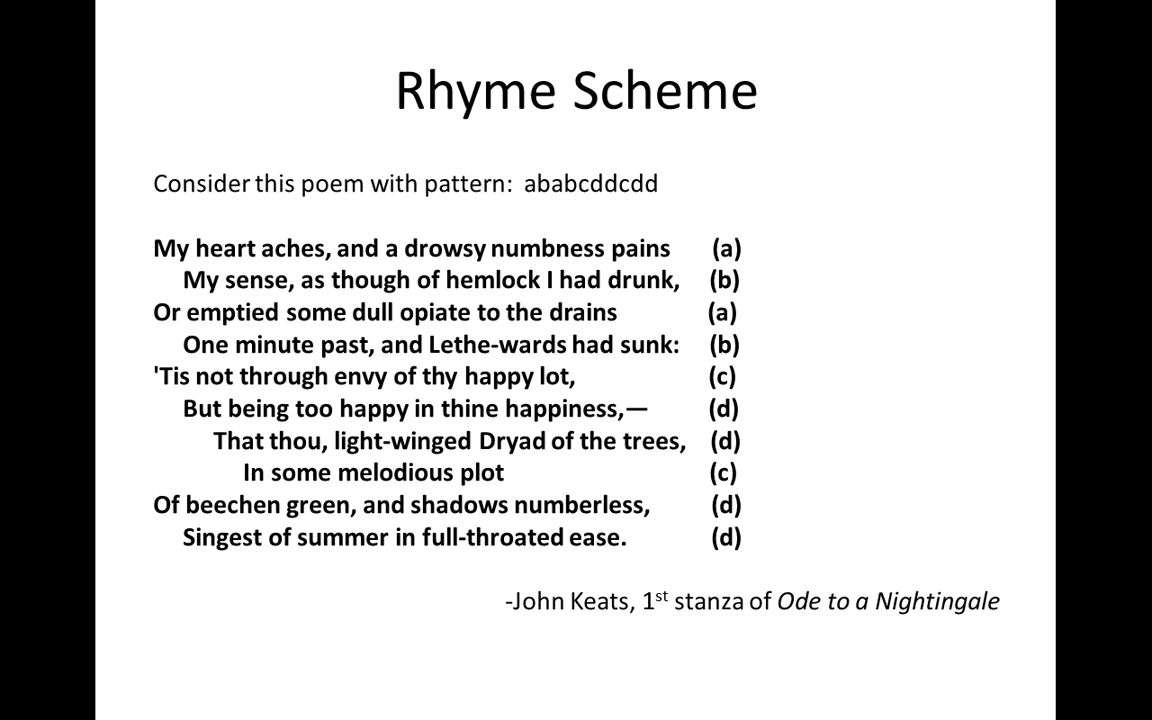 Rhyme Scheme
Consider this poem with pattern: ababcddcdd
My heart aches, and a drowsy numbness pains (a)
My sense, as though of hemlock I had drunk, (b)
Or emptied some dull opiate to the drains (a)
One minute past, and Lethe-wards had sunk: (b)
'Tis not through envy of thy happy lot, (c)
But being too happy in thine happiness,— (d)
That thou, light-winged Dryad of the trees, (d)
In some melodious plot (c)
Of beechen green, and shadows numberless, (d)
Singest of summer in full-throated ease. (d)
-John Keats, 1st stanza of Ode to a Nightingale